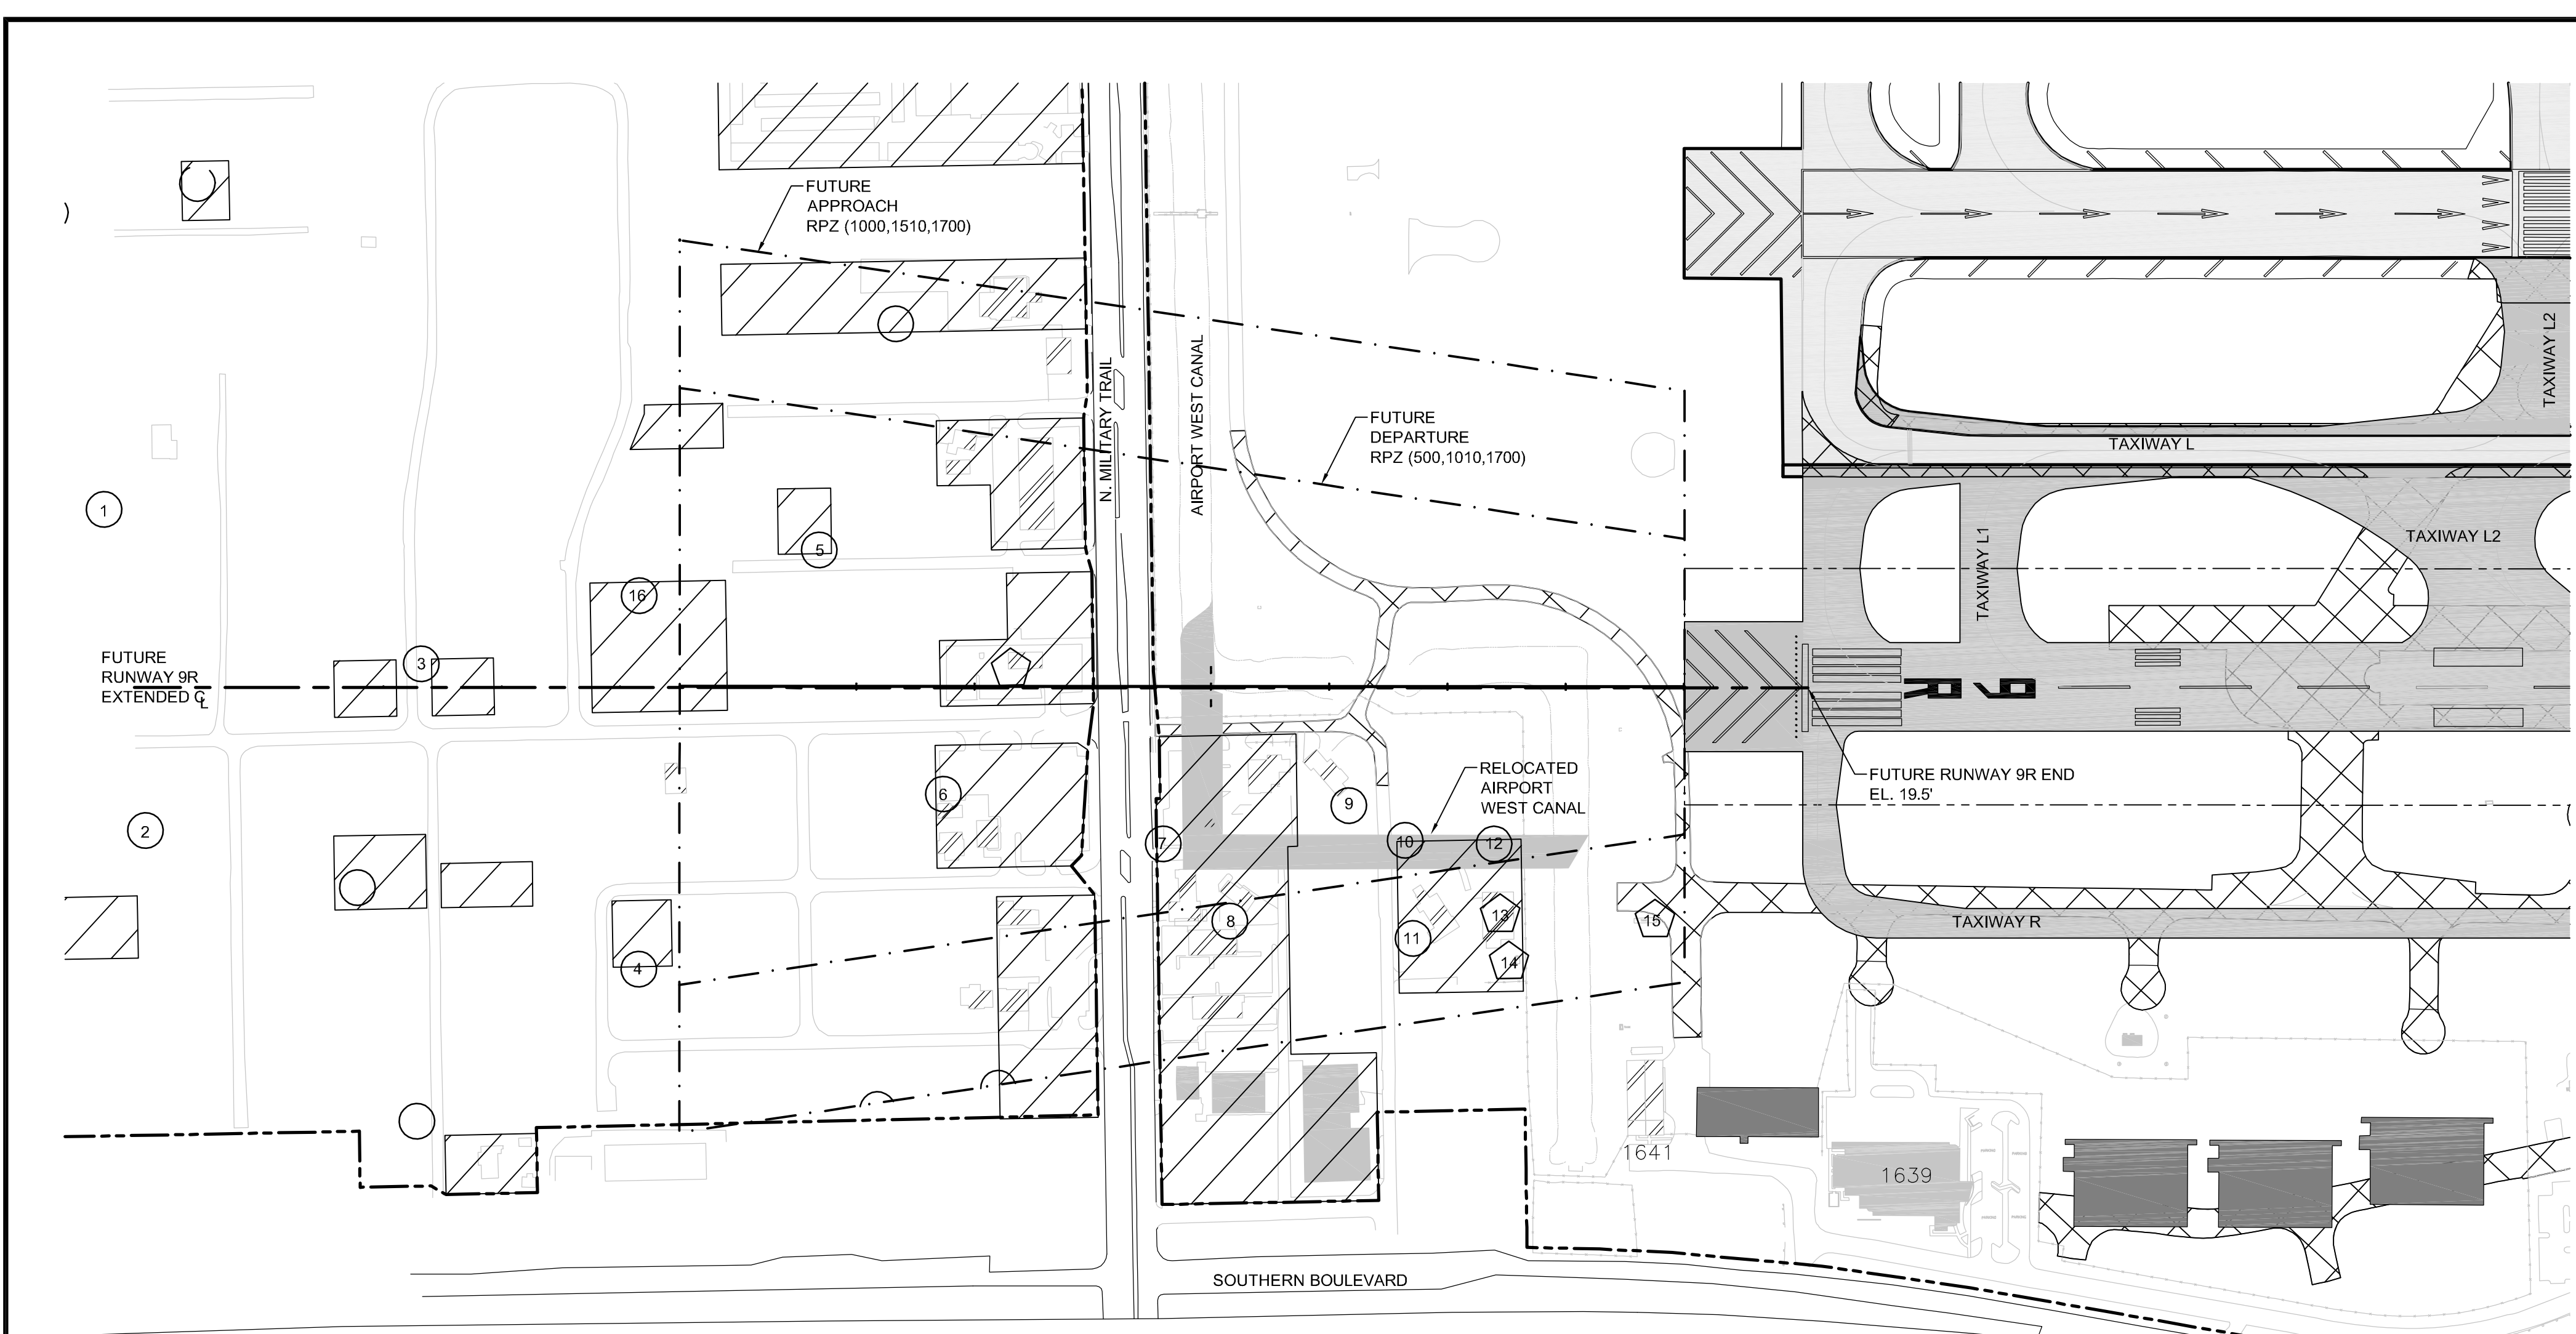 FUTURE
APPROACH
RPZ (1000,1510,1700)
N. MILITARY TRAIL
AIRPORT WEST CANAL
FUTURE
DEPARTURE
RPZ (500,1010,1700)
TAXIWAY L2
TAXIWAY L
TAXIWAY L1
TAXIWAY L2
1
5
16
3
FUTURE
RUNWAY 9R
EXTENDED CL
9R
FUTURE RUNWAY 9R END
EL. 19.5'
RELOCATED
AIRPORT
WEST CANAL
2
6
7
9
10
12
8
11
13
14
15
4
TAXIWAY R
1641
1639
SOUTHERN BOULEVARD